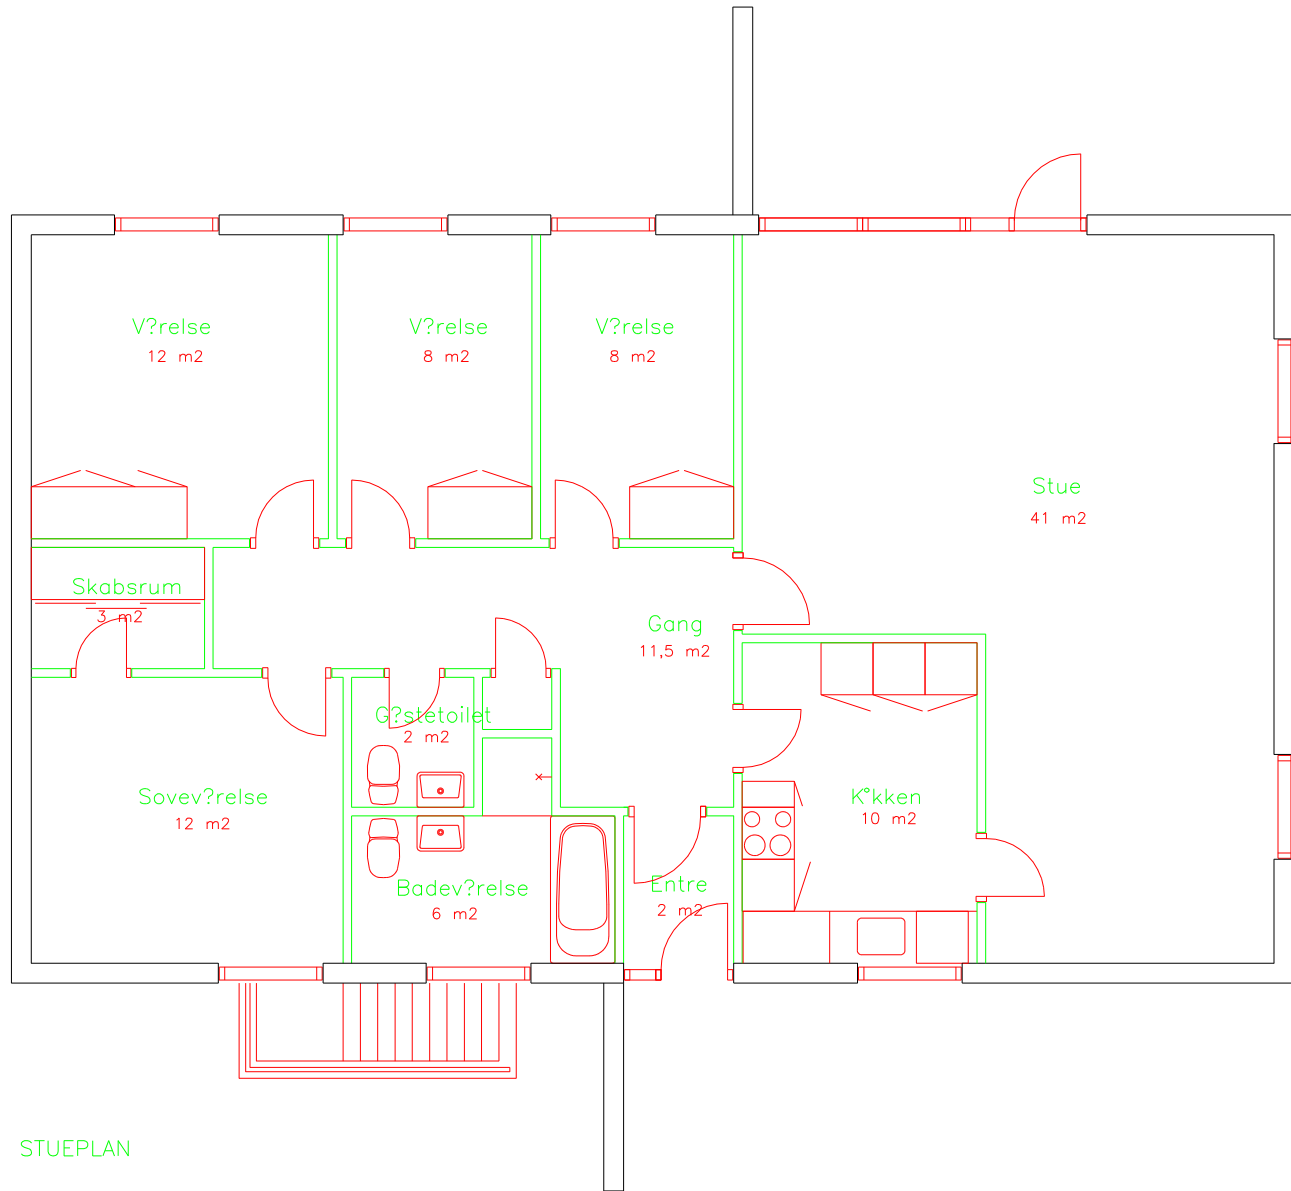 V?relse
12 m2
V?relse
8 m2
V?relse
8 m2
Stue
41 m2
Skabsrum
3 m2
Gang
11,5 m2
G?stetoilet
2 m2
Sovev?relse
12 m2
K°kken
10 m2
Badev?relse
6 m2
Entre
2 m2
STUEPLAN